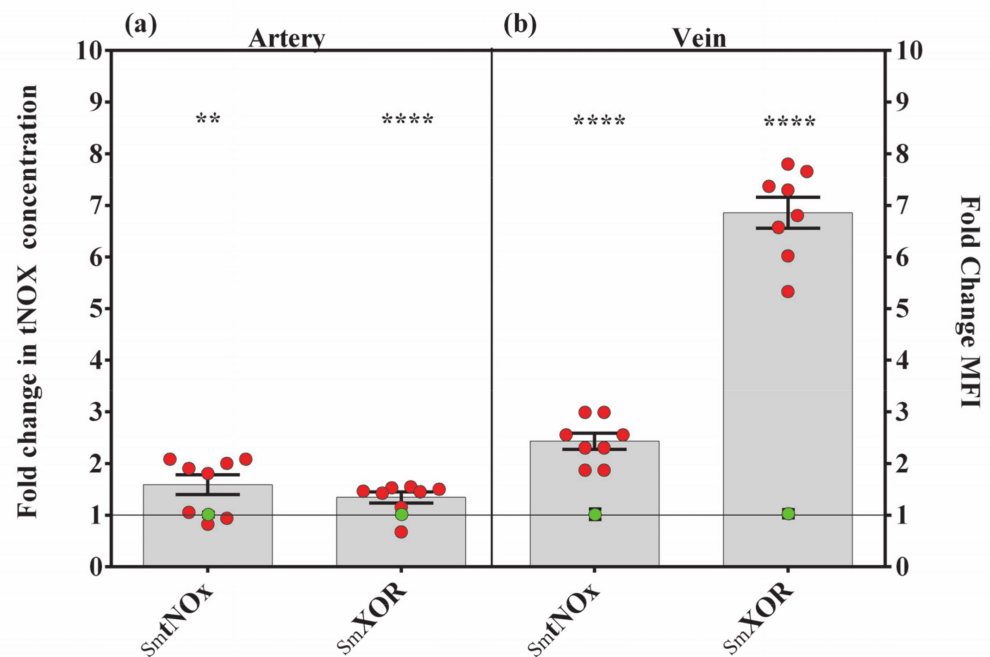 (a)
Artery
(b)
Vein
Fold change in tNOX concentration
10
9
8
7
6
5
4
3
2
1
0
**
****
****
****
10
9
8
7
6
5
4
3
2
1
0
Fold Change MFI
SmtNOx
SmXOR
SmtNOx
SmXOR